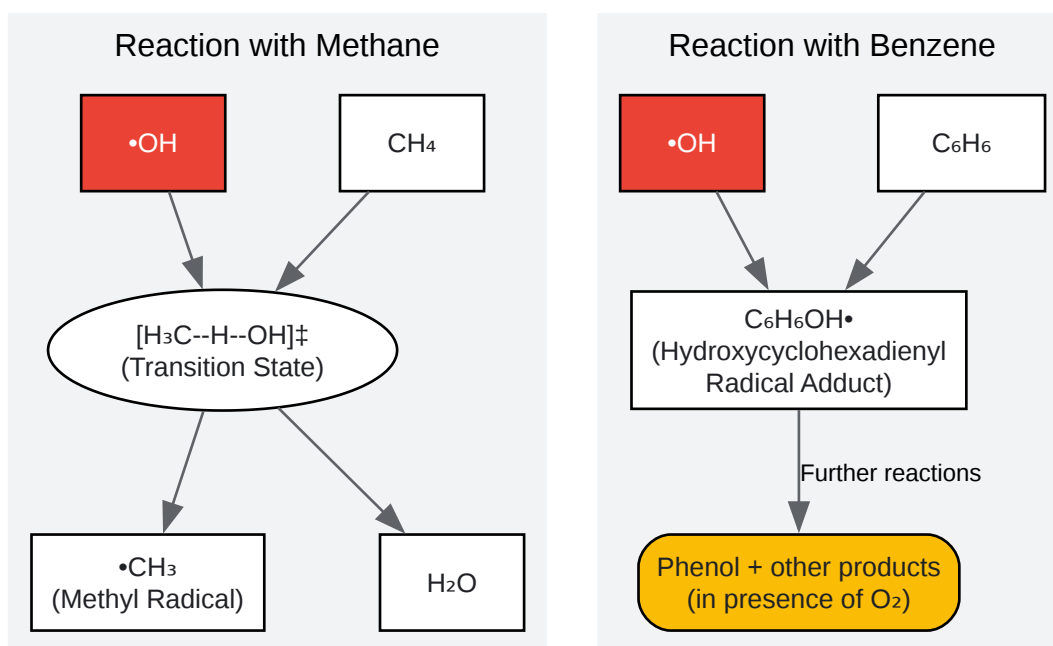 Reaction with Methane
•OH
CH₄
[H₃C--H--OH]‡
(Transition State)
•CH₃
(Methyl Radical)
H₂O
Reaction with Benzene
•OH
C₆H₆
C₆H₆OH•
(Hydroxycyclohexadienyl
Radical Adduct)
Further reactions
Phenol + other products
(in presence of O₂)